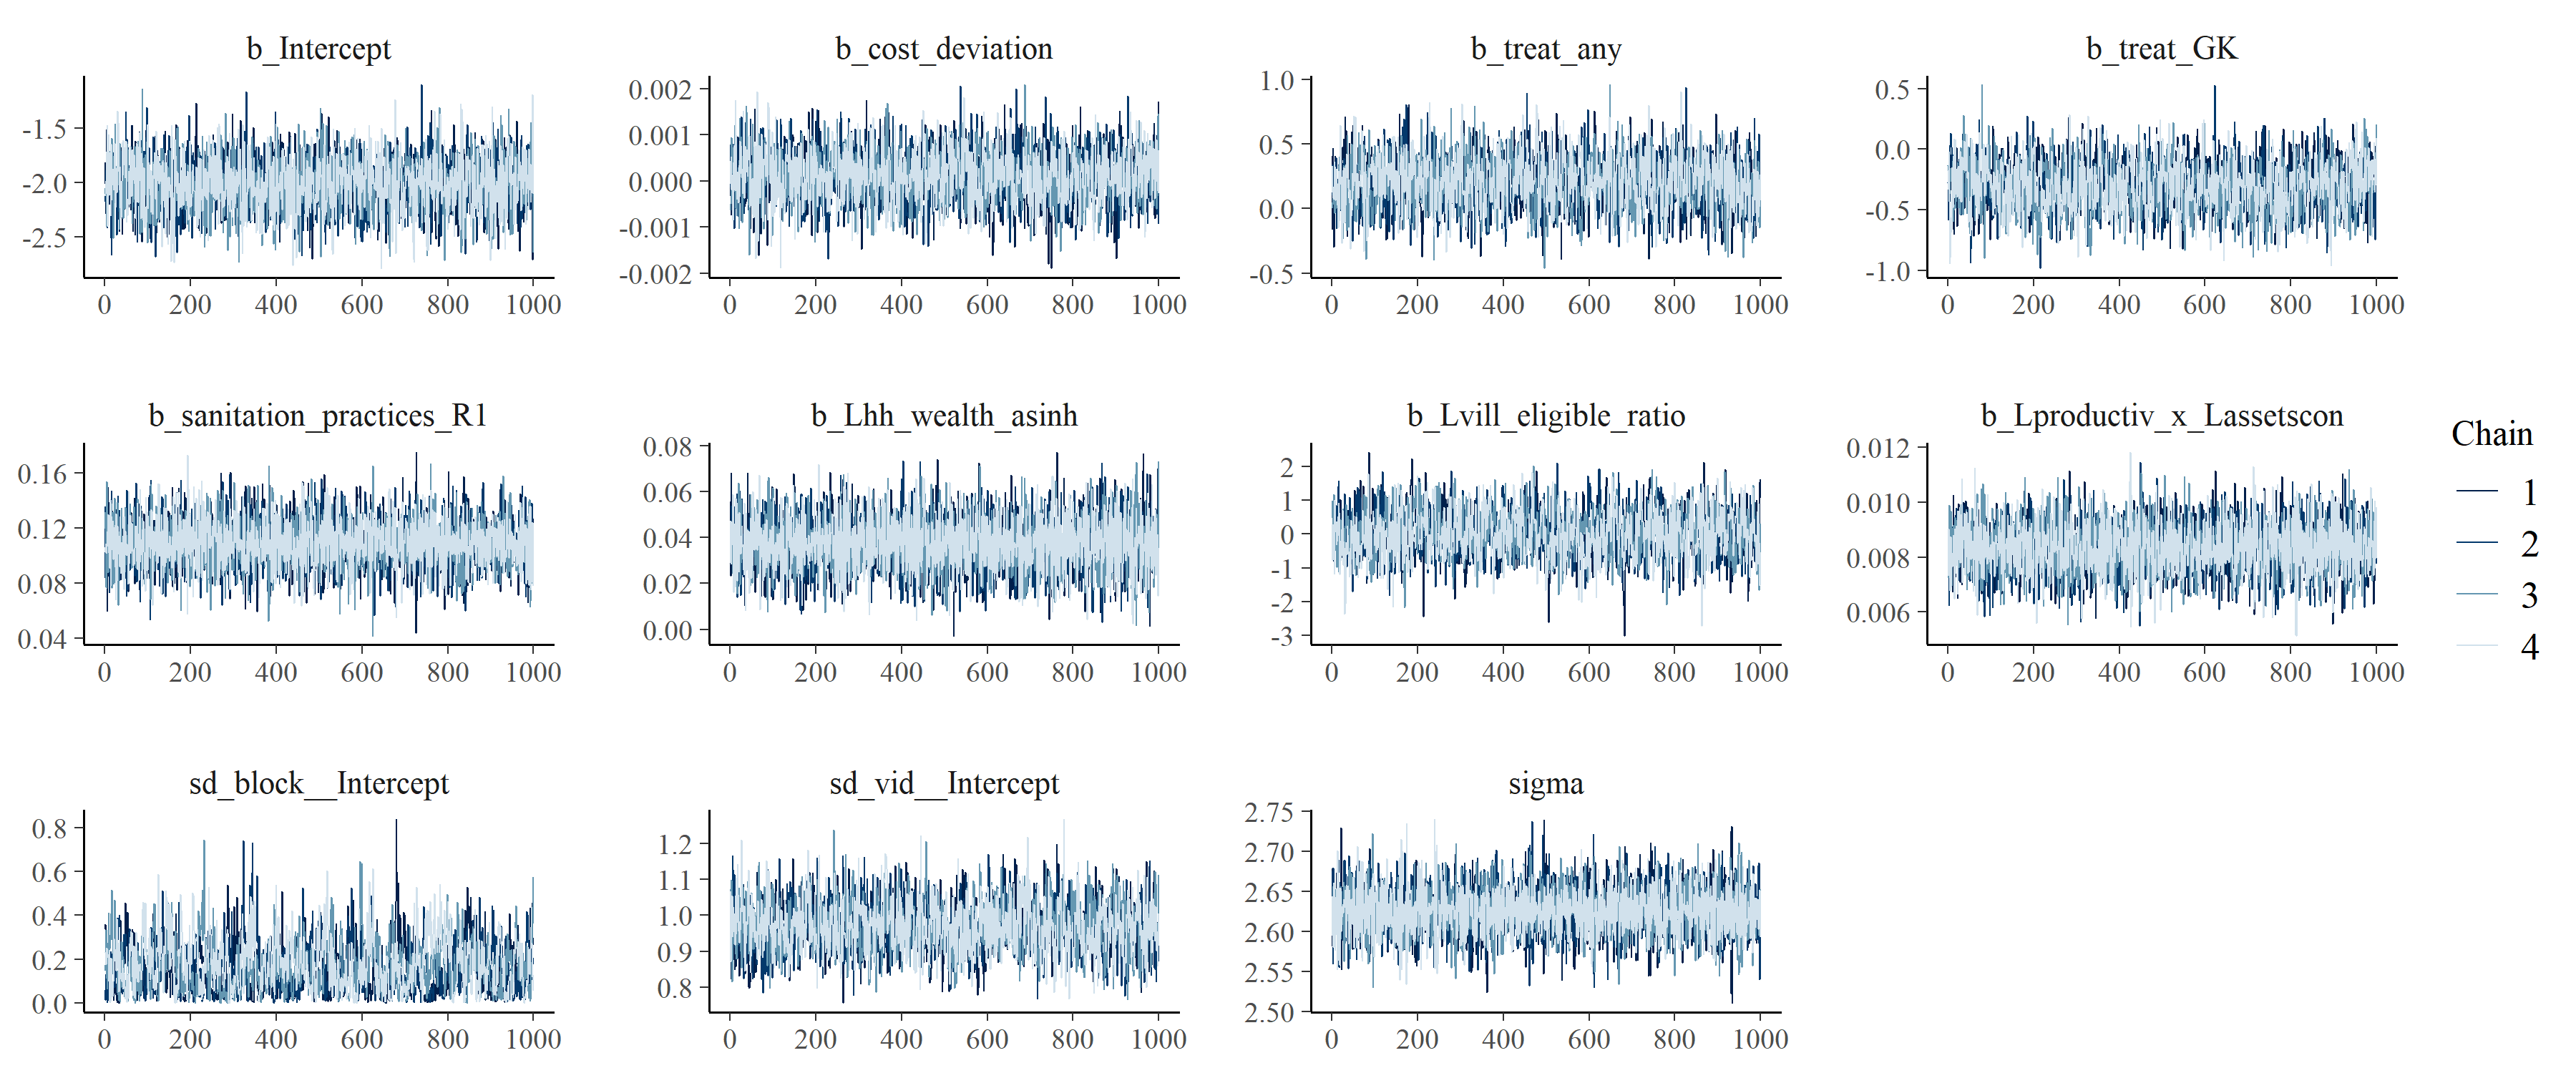 b_Intercept
-1.5
-2.0
-2.5
0 200 400 600 800 1000
b_cost_deviation
0.002
0.001
0.000
-0.001
-0.002
0 200 400 600 800 1000
b_treat_any
1.0
0.5
0.0
-0.5
0 200 400 600 800 1000
b_treat_GK
0.5
0.0
-0.5
-1.0
0 200 400 600 800 1000
b_sanitation_practices_R1
0.16
0.12
0.08
0.04
0 200 400 600 800 1000
b_Lhh_wealth_asinh
0.08
0.06
0.04
0.02
0.00
0 200 400 600 800 1000
b_Lvill_eligible_ratio
2
1
0
-1
-2
-3
0 200 400 600 800 1000
b_Lproductiv_x_Lassetscon
0.012
0.010
0.008
0.006
0 200 400 600 800 1000
sd_block__Intercept
0.8
0.6
0.4
0.2
0.0
0 200 400 600 800 1000
sd_vid__Intercept
1.2
1.1
1.0
0.9
0.8
0 200 400 600 800 1000
sigma
2.75
2.70
2.65
2.60
2.55
2.50
0 200 400 600 800 1000
Chain
1
2
3
4